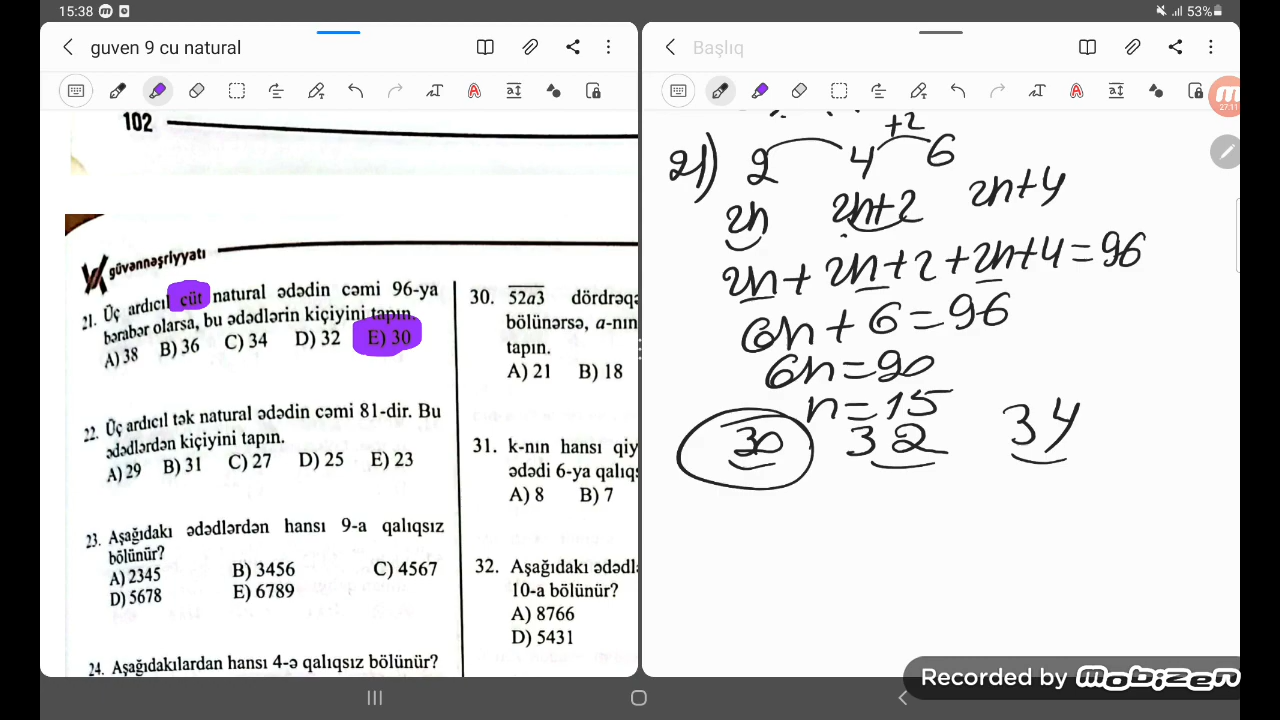 15:38
53%
guven 9 cu natural
102
güvənnəşriyyatı
21. Üç ardıcıl cüt natural ədədin cəmi 96-ya
bərabər olarsa, bu ədədlərin kiçiyini tapın.
A) 38 B) 36 C) 34 D) 32 E) 30
22. Üç ardıcıl tək natural ədədin cəmi 81-dir. Bu
ədədlərdən kiçiyini tapın.
A) 29 B) 31 C) 27 D) 25 E) 23
23. Aşağıdakı ədədlərdən hansı 9-a qalıqsız
bölünür?
A) 2345 B) 3456 C) 4567
D) 5678 E) 6789
24. Aşağıdakılardan hansı 4-ə qalıqsız bölünür?
30. 52a3 dördrəqə
bölünərsə, a-nın
tapın.
A) 21 B) 18
31. k-nın hansı qiy
ədədi 6-ya qalıqs
A) 8 B) 7
32. Aşağıdakı ədədl
10-a bölünür?
A) 8766
D) 5431
Başlıq
27:11
+2
21) 2 4 6
2n 2n+2 2n+4
2n+2n+2+2n+4=96
6n+6=96
6n=90
n=15
30 32 34
Recorded by mobizen